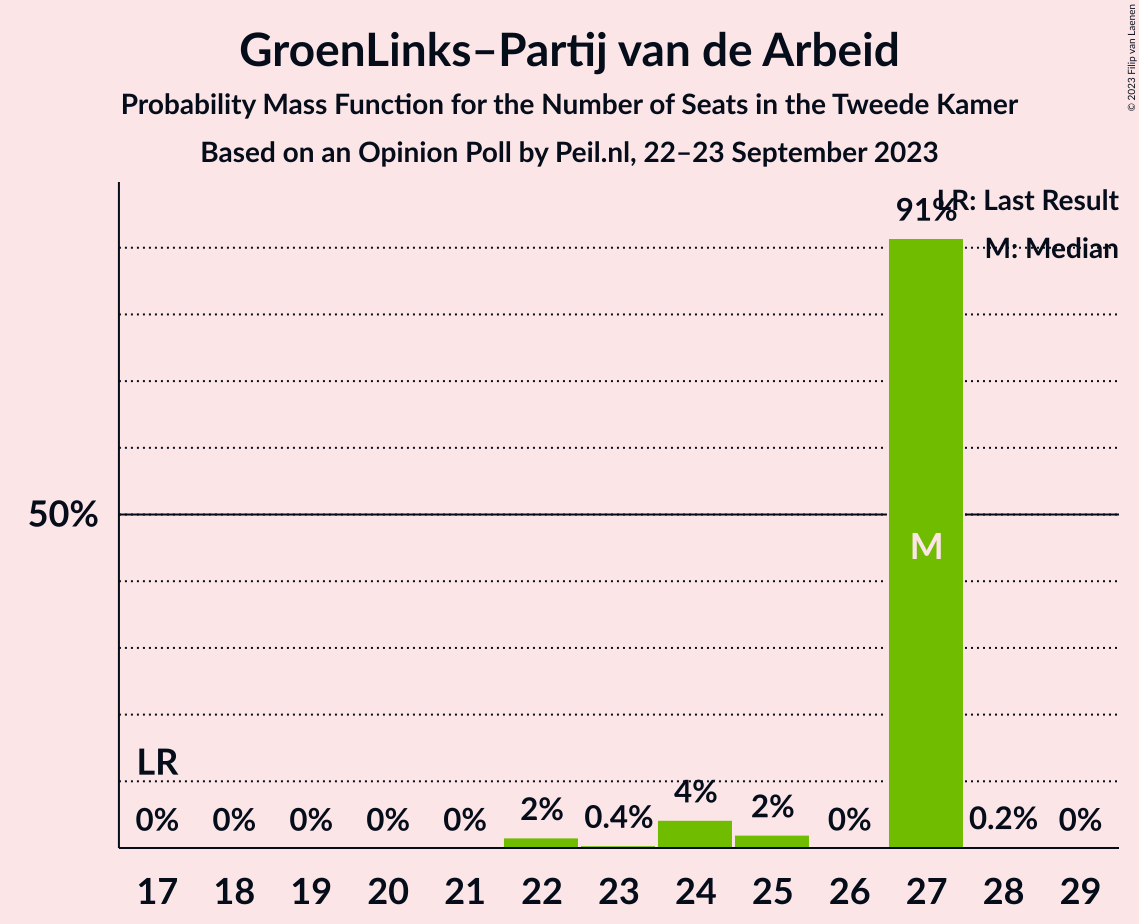 GroenLinks–Partij van de Arbeid
Probability Mass Function for the Number of Seats in the Tweede Kamer
Based on an Opinion Poll by Peil.nl, 22–23 September 2023
© 2023 Filip van Laenen
LR: Last Result
M: Median
91%
50%
M
LR
0% 0% 0% 0% 0% 2% 0.4% 4% 2% 0% 0.2% 0%
17 18 19 20 21 22 23 24 25 26 27 28 29